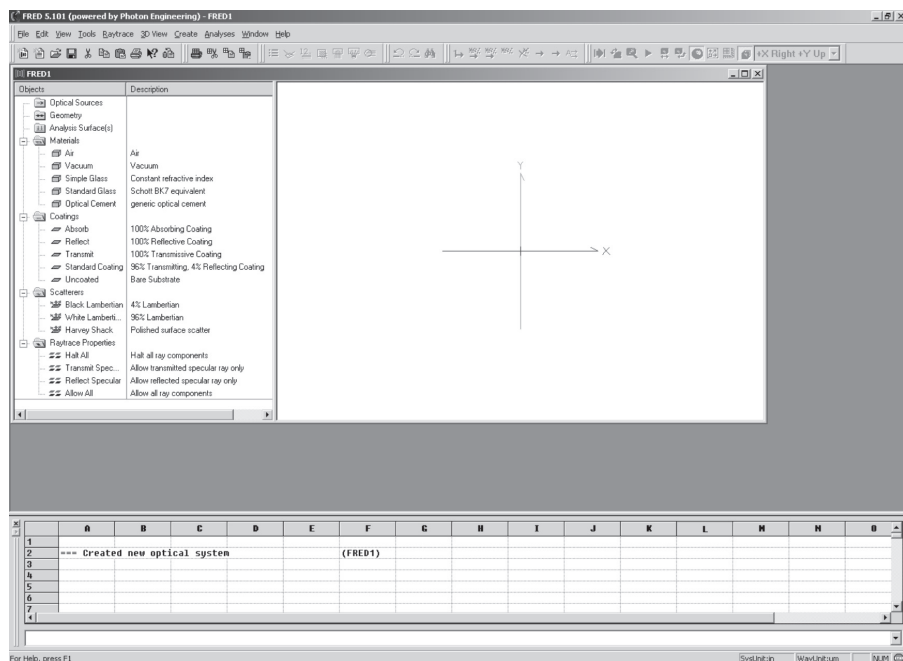 FRED 5.101 (powered by Photon Engineering) - FRED1
File Edit View Tools Raytrace 3D View Create Analyses Window Help
+X Right +Y Up
FRED1
Objects Description
Optical Sources
Geometry
Analysis Surface(s)
Materials
Air Air
Vacuum Vacuum
Simple Glass Constant refractive index
Standard Glass Schott BK7 equivalent
Optical Cement generic optical cement
Coatings
Absorb 100% Absorbing Coating
Reflect 100% Reflective Coating
Transmit 100% Transmissive Coating
Standard Coating 96% Transmitting, 4% Reflecting Coating
Uncoated Bare Substrate
Scatterers
Black Lambertian 4% Lambertian
White Lamberti... 96% Lambertian
Harvey Shack Polished surface scatter
Raytrace Properties
Halt All Halt all ray components
Transmit Spec... Allow transmitted specular ray only
Reflect Specular Allow reflected specular ray only
Allow All Allow all ray components
Y
X
A B C D E F G H I J K L M N O
1
2 === Created new optical system (FRED1)
3
4
5
6
7
For Help, press F1 SysUnit:in WavUnit:um NUM